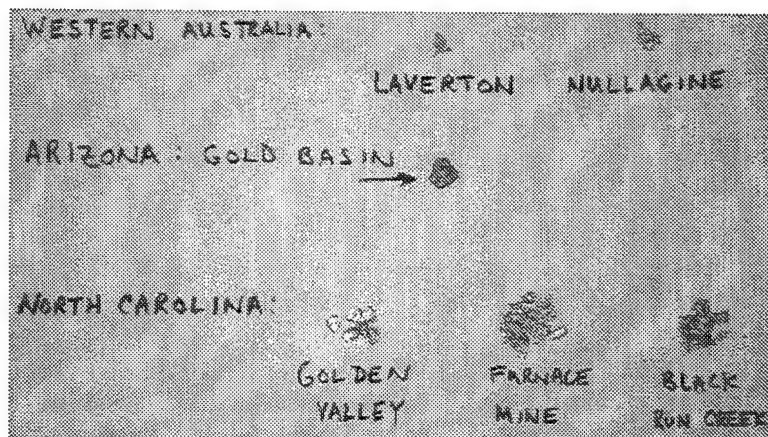 WESTERN AUSTRALIA:
LAVERTON NULLAGINE
ARIZONA: GOLD BASIN
NORTH CAROLINA:
GOLDEN FARNACE BLACK
VALLEY MINE RUN CREEK